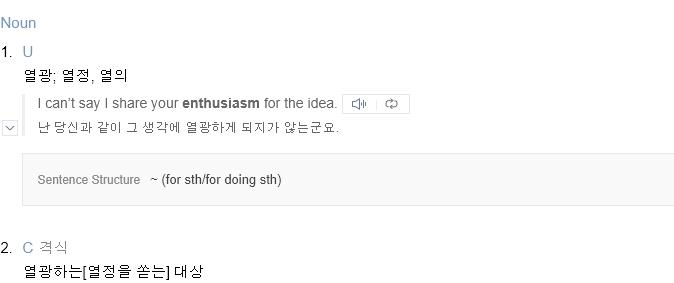 Noun
1. U
열광; 열정, 열의
I can't say I share your enthusiasm for the idea.
난 당신과 같이 그 생각에 열광하게 되지가 않는군요.
Sentence Structure ~ (for sth/for doing sth)
2. C 격식
열광하는[열정을 쏟는] 대상